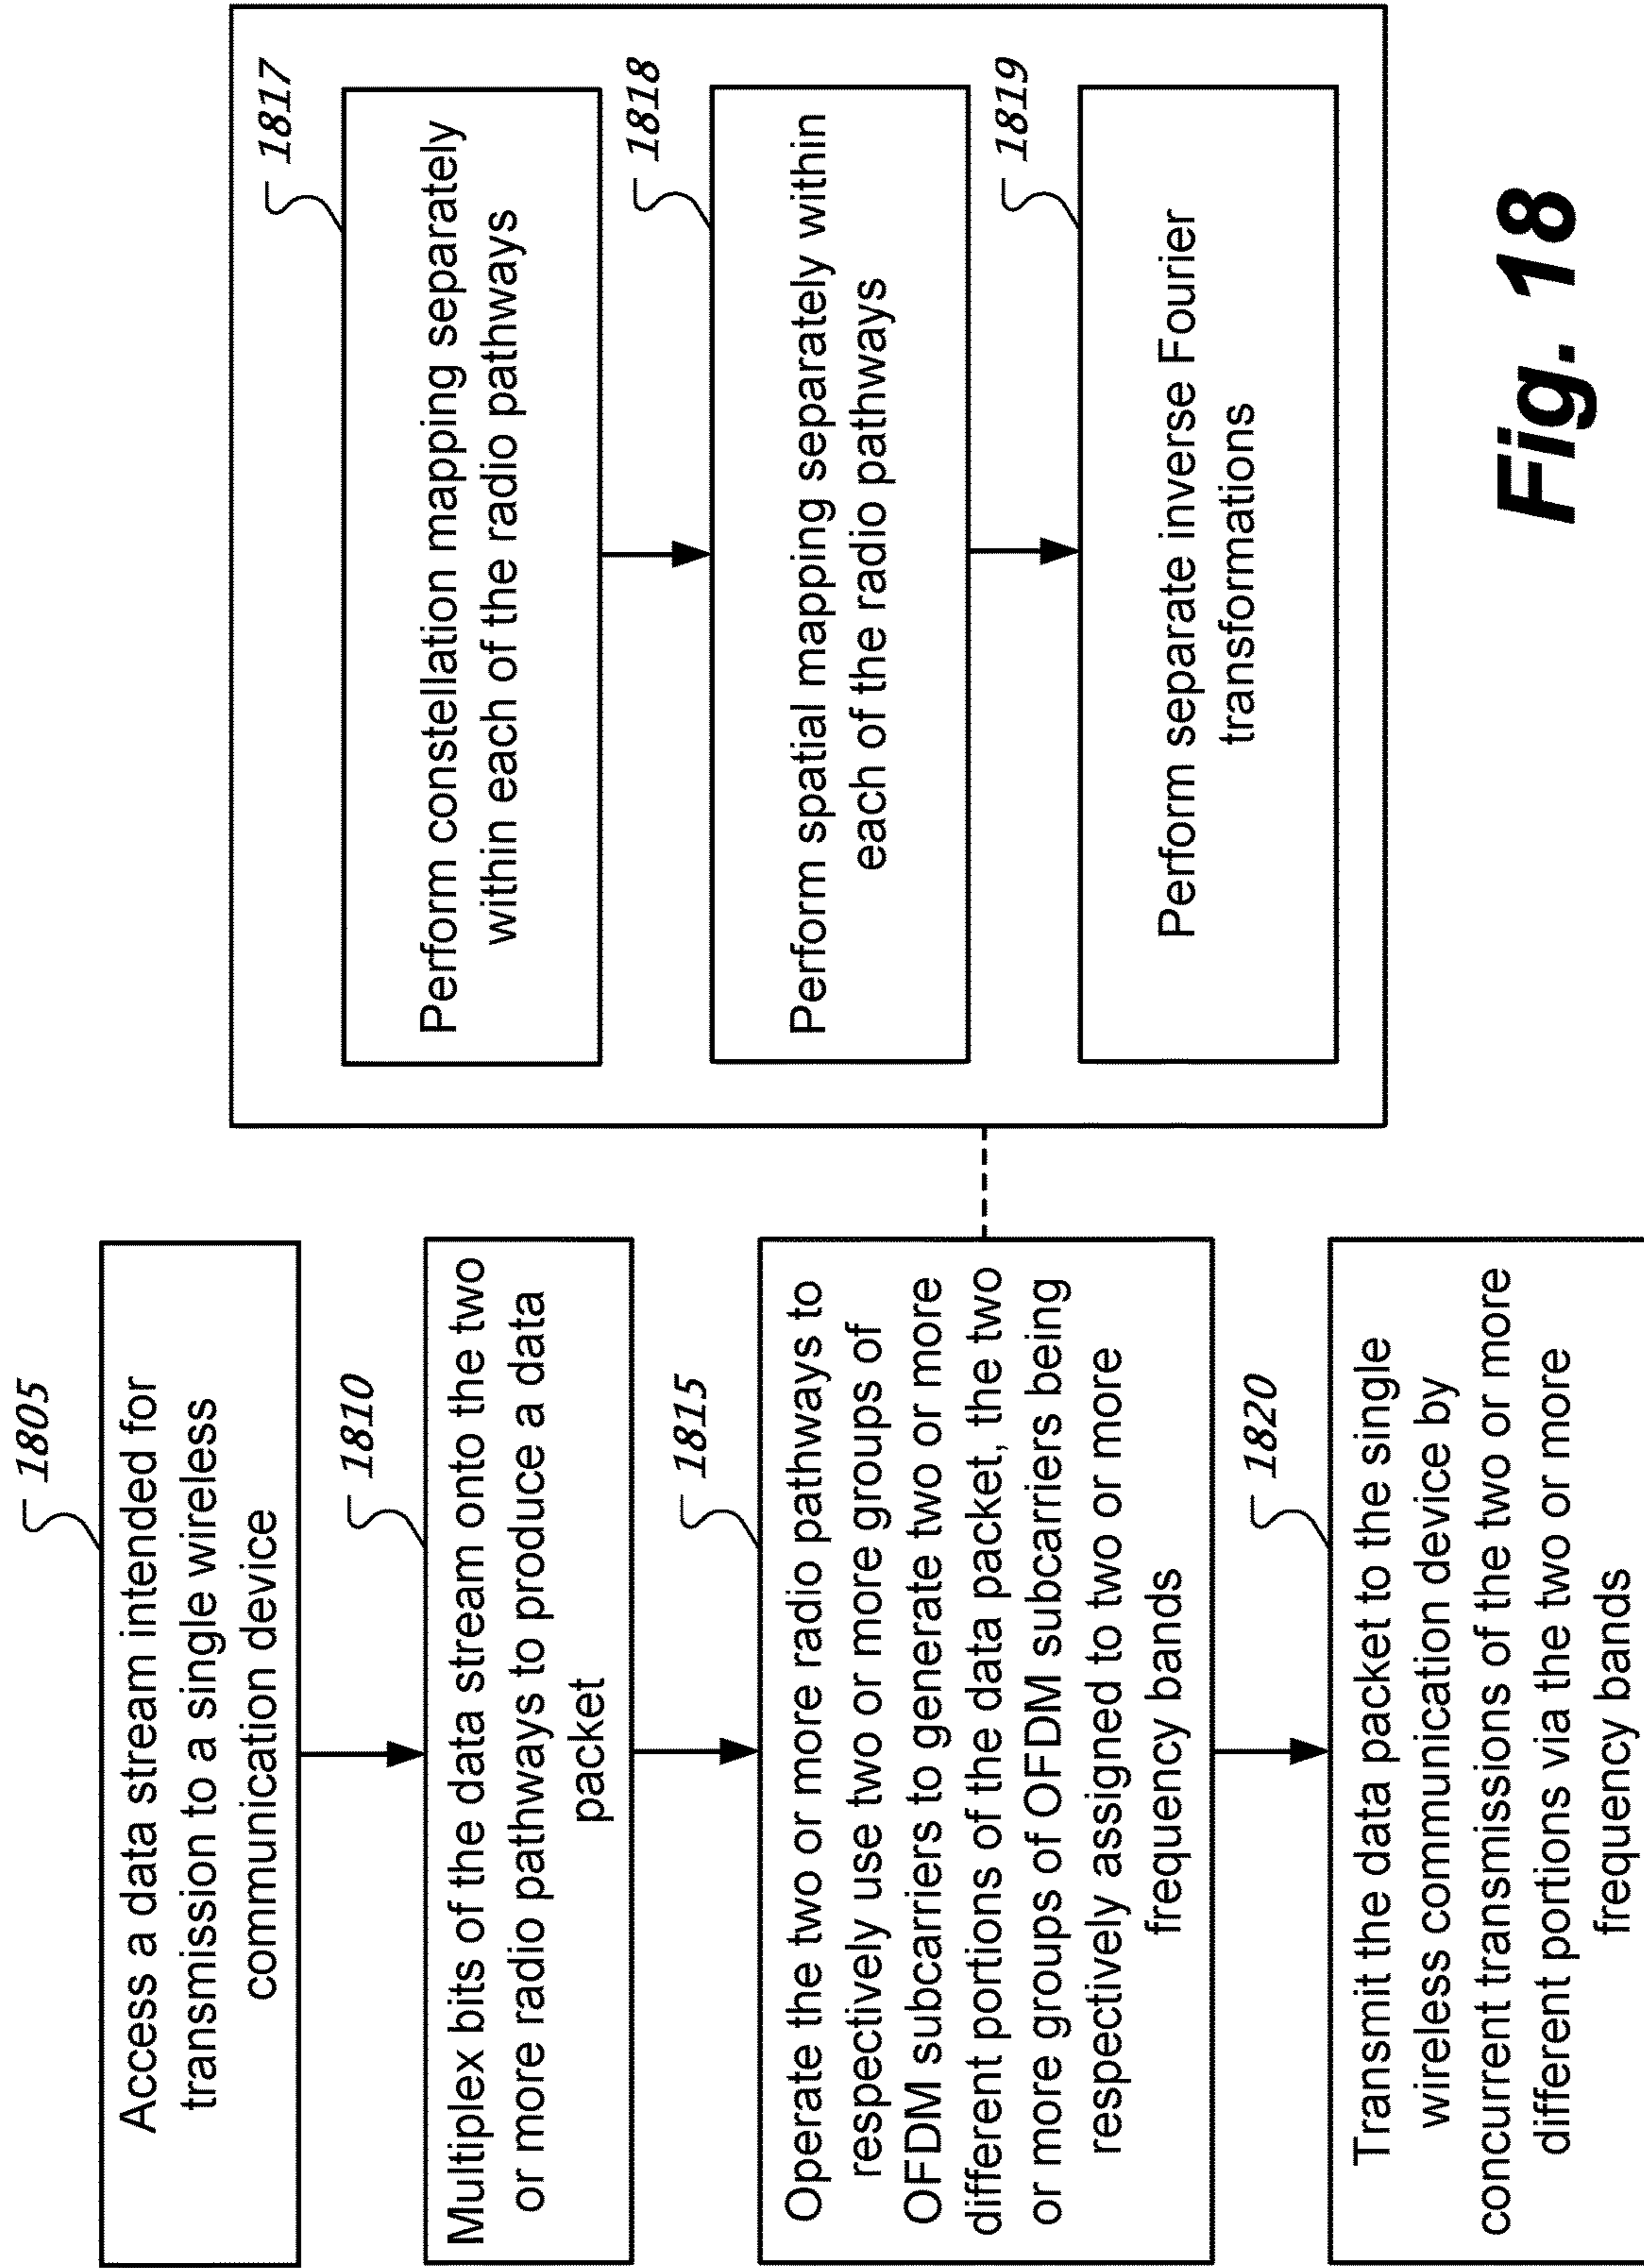 1805
Access a data stream intended for
transmission to a single wireless
communication device
1810
Multiplex bits of the data stream onto the two
or more radio pathways to produce a data
packet
1815
Operate the two or more radio pathways to
respectively use two or more groups of
OFDM subcarriers to generate two or more
different portions of the data packet, the two
or more groups of OFDM subcarriers being
respectively assigned to two or more
frequency bands
1820
Transmit the data packet to the single
wireless communication device by
concurrent transmissions of the two or more
different portions via the two or more
frequency bands
1817
Perform constellation mapping separately
within each of the radio pathways
1818
Perform spatial mapping separately within
each of the radio pathways
1819
Perform separate inverse Fourier
transformations
Fig. 18